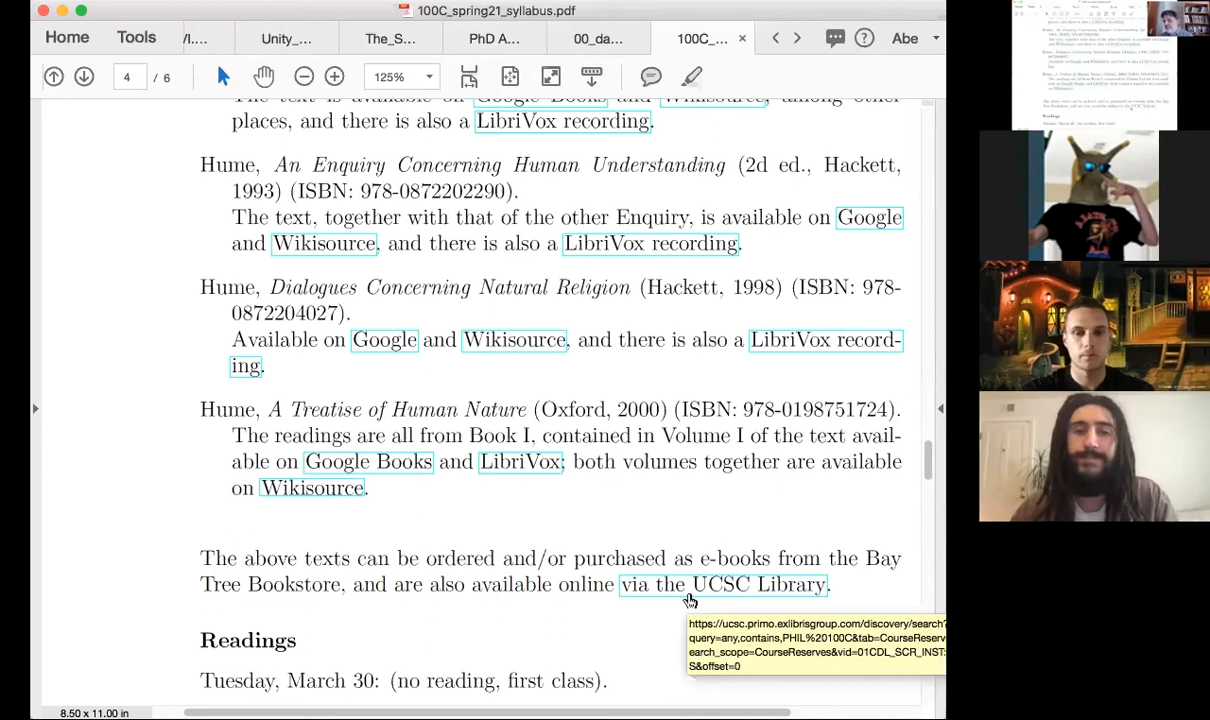 100C_spring21_syllabus.pdf
Home Tools /I.... Unity ..00_da... 100C... × Abe
4 / 6 125%
The text is available on Google Books and Wikisource, among other
places, and there is also a LibriVox recording.
Hume, An Enquiry Concerning Human Understanding (2d ed., Hackett,
1993) (ISBN: 978-0872202290).
The text, together with that of the other Enquiry, is available on Google
and Wikisource, and there is also a LibriVox recording.
Hume, Dialogues Concerning Natural Religion (Hackett, 1998) (ISBN: 978-
0872204027).
Available on Google and Wikisource, and there is also a LibriVox record-
ing.
Hume, A Treatise of Human Nature (Oxford, 2000) (ISBN: 978-0198751724).
The readings are all from Book I, contained in Volume I of the text avail-
able on Google Books and LibriVox; both volumes together are available
on Wikisource.
The above texts can be ordered and/or purchased as e-books from the Bay
Tree Bookstore, and are also available online via the UCSC Library.
https://ucsc.primo.exlibrisgroup.com/discovery/search?
query=any,contains,PHIL%20100C&tab=CourseReserv
earch_scope=CourseReserves&vid=01CDL_SCR_INST:
S&offset=0
Readings
Tuesday, March 30: (no reading, first class).
8.50 x 11.00 in